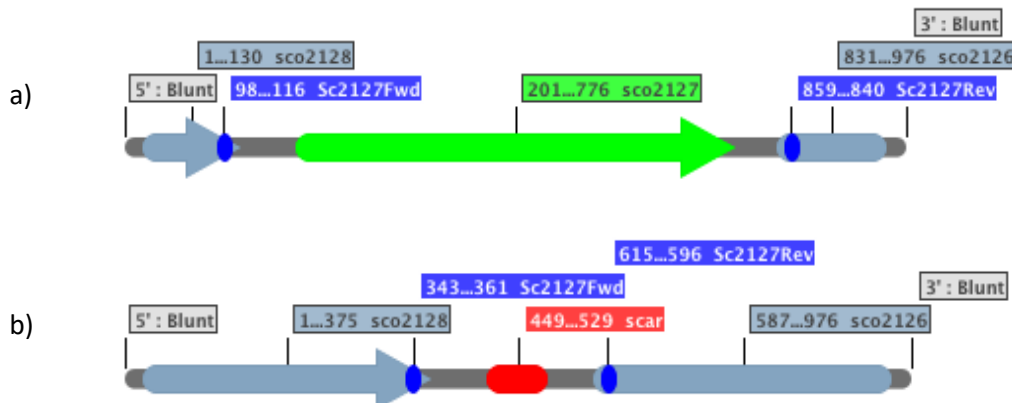 3' : Blunt
1...130 sco2128
831...976 sco2126
5' : Blunt
98...116 Sc2127Fwd
201...776 sco2127
859...840 Sc2127Rev
a)
615...596 Sc2127Rev
343...361 Sc2127Fwd
3' : Blunt
b)
5' : Blunt
1...375 sco2128
449...529 scar
587...976 sco2126